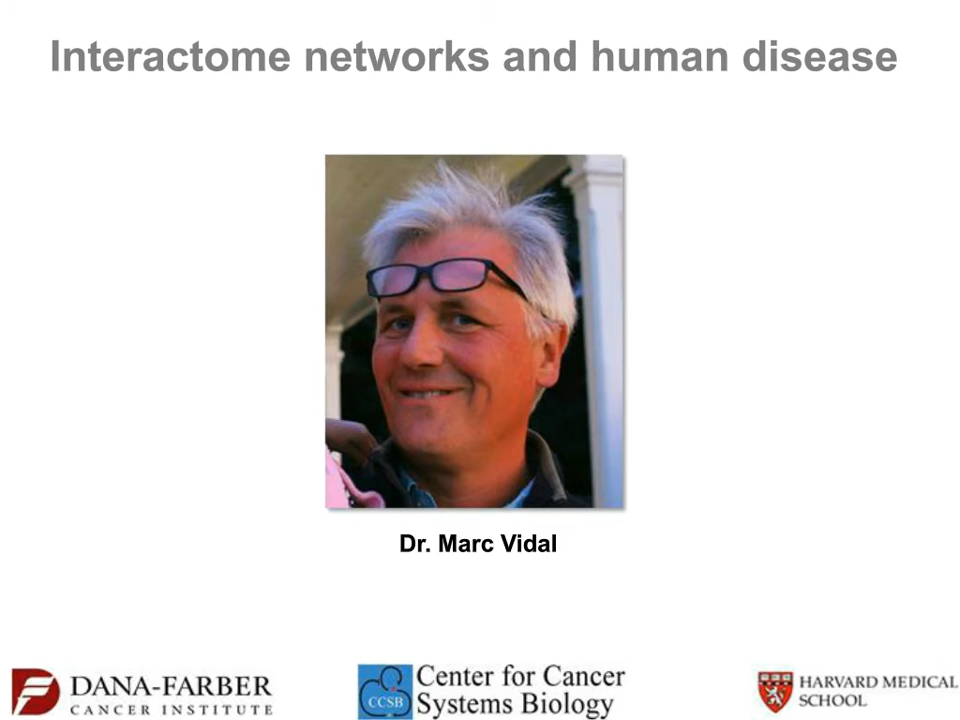 Interactome networks and human disease
Dr. Marc Vidal
DANA-FARBER
CANCER INSTITUTE
CCSB
Center for Cancer
Systems Biology
HARVARD MEDICAL
SCHOOL